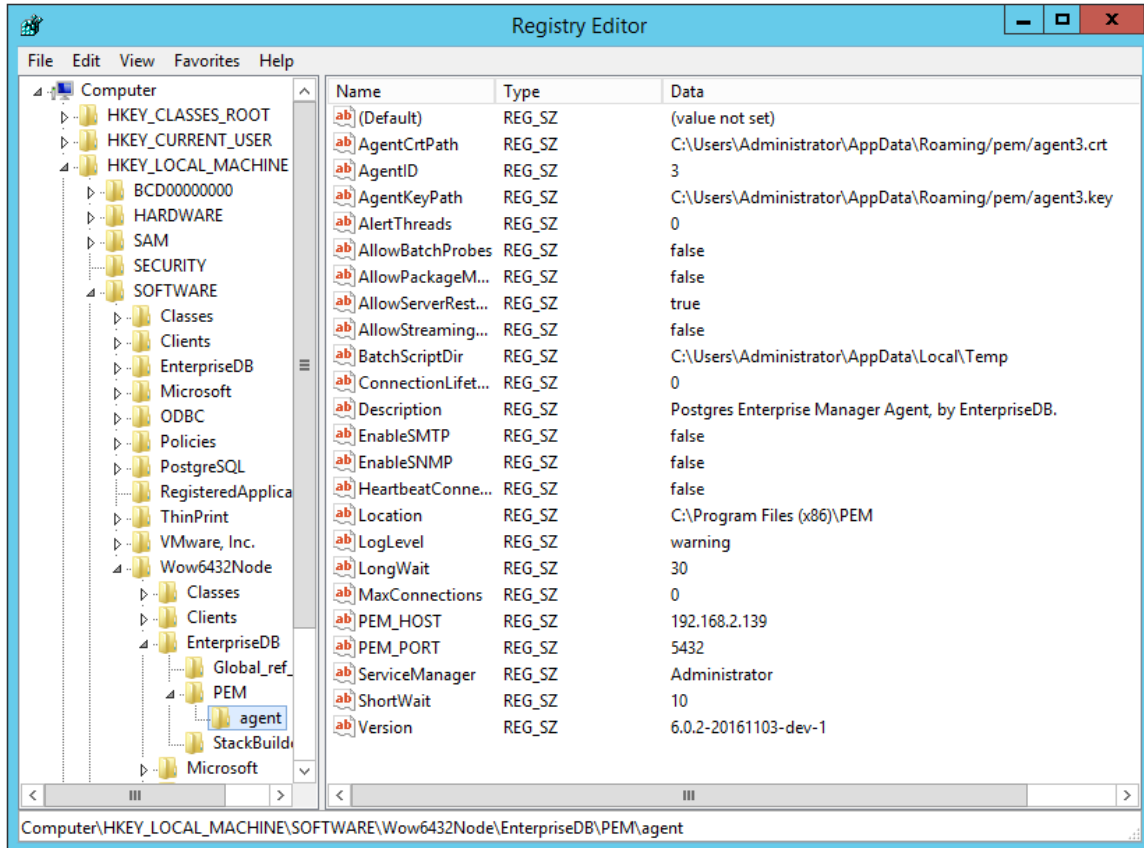 Registry Editor
File Edit View Favorites Help
Computer
HKEY_CLASSES_ROOT
HKEY_CURRENT_USER
HKEY_LOCAL_MACHINE
BCD00000000
HARDWARE
SAM
SECURITY
SOFTWARE
Classes
Clients
EnterpriseDB
Microsoft
ODBC
Policies
PostgreSQL
RegisteredApplica
ThinPrint
VMware, Inc.
Wow6432Node
Classes
Clients
EnterpriseDB
Global_ref_
PEM
agent
StackBuild
Microsoft
Name Type Data
(Default) REG_SZ (value not set)
AgentCrtPath REG_SZ C:\Users\Administrator\AppData\Roaming/pem/agent3.crt
AgentID REG_SZ 3
AgentKeyPath REG_SZ C:\Users\Administrator\AppData\Roaming/pem/agent3.key
AlertThreads REG_SZ 0
AllowBatchProbes REG_SZ false
AllowPackageM... REG_SZ false
AllowServerRest... REG_SZ true
AllowStreaming... REG_SZ false
BatchScriptDir REG_SZ C:\Users\Administrator\AppData\Local\Temp
ConnectionLifet... REG_SZ 0
Description REG_SZ Postgres Enterprise Manager Agent, by EnterpriseDB.
EnableSMTP REG_SZ false
EnableSNMP REG_SZ false
HeartbeatConne... REG_SZ false
Location REG_SZ C:\Program Files (x86)\PEM
LogLevel REG_SZ warning
LongWait REG_SZ 30
MaxConnections REG_SZ 0
PEM_HOST REG_SZ 192.168.2.139
PEM_PORT REG_SZ 5432
ServiceManager REG_SZ Administrator
ShortWait REG_SZ 10
Version REG_SZ 6.0.2-20161103-dev-1
Computer\HKEY_LOCAL_MACHINE\SOFTWARE\Wow6432Node\EnterpriseDB\PEM\agent